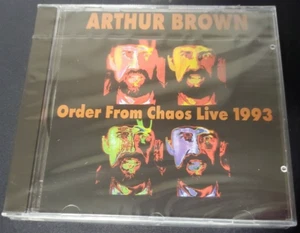 ARTHUR BROWN
Order From Chaos Live 1993